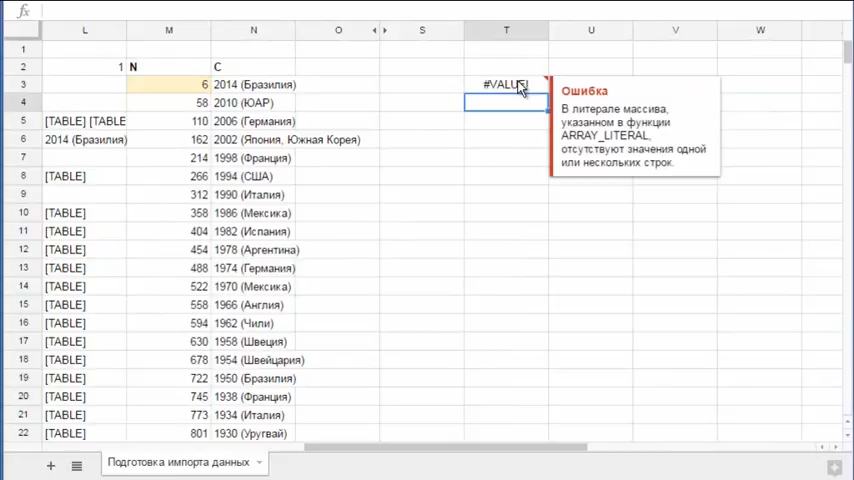 fx
L M N O S T U V W
1
2 1 N C
3 6 2014 (Бразилия) #VALUE!
4 58 2010 (ЮАР)
5 [TABLE] [TABLE 110 2006 (Германия)
6 2014 (Бразилия) 162 2002 (Япония, Южная Корея)
7 214 1998 (Франция)
8 [TABLE] 266 1994 (США)
9 312 1990 (Италия)
10 [TABLE] 358 1986 (Мексика)
11 [TABLE] 404 1982 (Испания)
12 [TABLE] 454 1978 (Аргентина)
13 [TABLE] 488 1974 (Германия)
14 [TABLE] 522 1970 (Мексика)
15 [TABLE] 558 1966 (Англия)
16 [TABLE] 594 1962 (Чили)
17 [TABLE] 630 1958 (Швеция)
18 [TABLE] 678 1954 (Швейцария)
19 [TABLE] 722 1950 (Бразилия)
20 [TABLE] 745 1938 (Франция)
21 [TABLE] 773 1934 (Италия)
22 [TABLE] 801 1930 (Уругвай)
Ошибка
В литерале массива,
указанном в функции
ARRAY_LITERAL,
отсутствуют значения одной
или нескольких строк.
Подготовка импорта данных